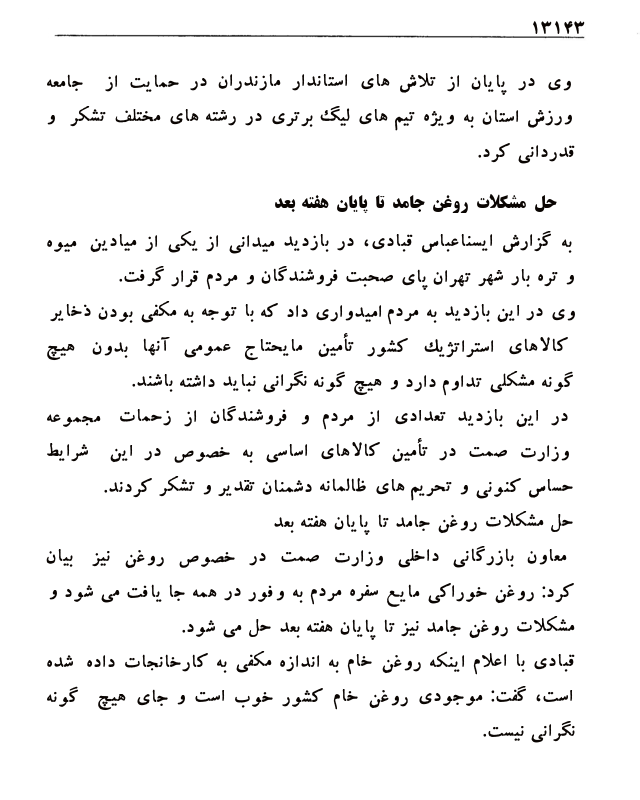 ۱۳۱۴۳
وی در پایان از تلاش های استاندار مازندران در حمایت از جامعه
ورزش استان به ویژه تیم های لیگ برتری در رشته های مختلف تشکر و
قدردانی کرد.
حل مشکلات روغن جامد تا پایان هفته بعد
به گزارش ایسناعباس قبادی، در بازدید میدانی از یکی از میادین میوه
و تره بار شهر تهران پای صحبت فروشندگان و مردم قرار گرفت.
وی در این بازدید به مردم امیدواری داد که با توجه به مکفی بودن ذخایر
کالاهای استراتژیك کشور تأمین مایحتاج عمومی آنها بدون هیچ
گونه مشکلی تداوم دارد و هیچ گونه نگرانی نباید داشته باشند.
در این بازدید تعدادی از مردم و فروشندگان از زحمات مجموعه
وزارت صمت در تأمین کالاهای اساسی به خصوص در این شرایط
حساس کنونی و تحریم های ظالمانه دشمنان تقدیر و تشکر کردند.
حل مشکلات روغن جامد تا پایان هفته بعد
معاون بازرگانی داخلی وزارت صمت در خصوص روغن نیز بیان
کرد: روغن خوراکی مایع سفره مردم به وفور در همه جا یافت می شود و
مشکلات روغن جامد نیز تا پایان هفته بعد حل می شود.
قبادی با اعلام اینکه روغن خام به اندازه مکفی به کارخانجات داده شده
است، گفت: موجودی روغن خام کشور خوب است و جای هیچ گونه
نگرانی نیست.